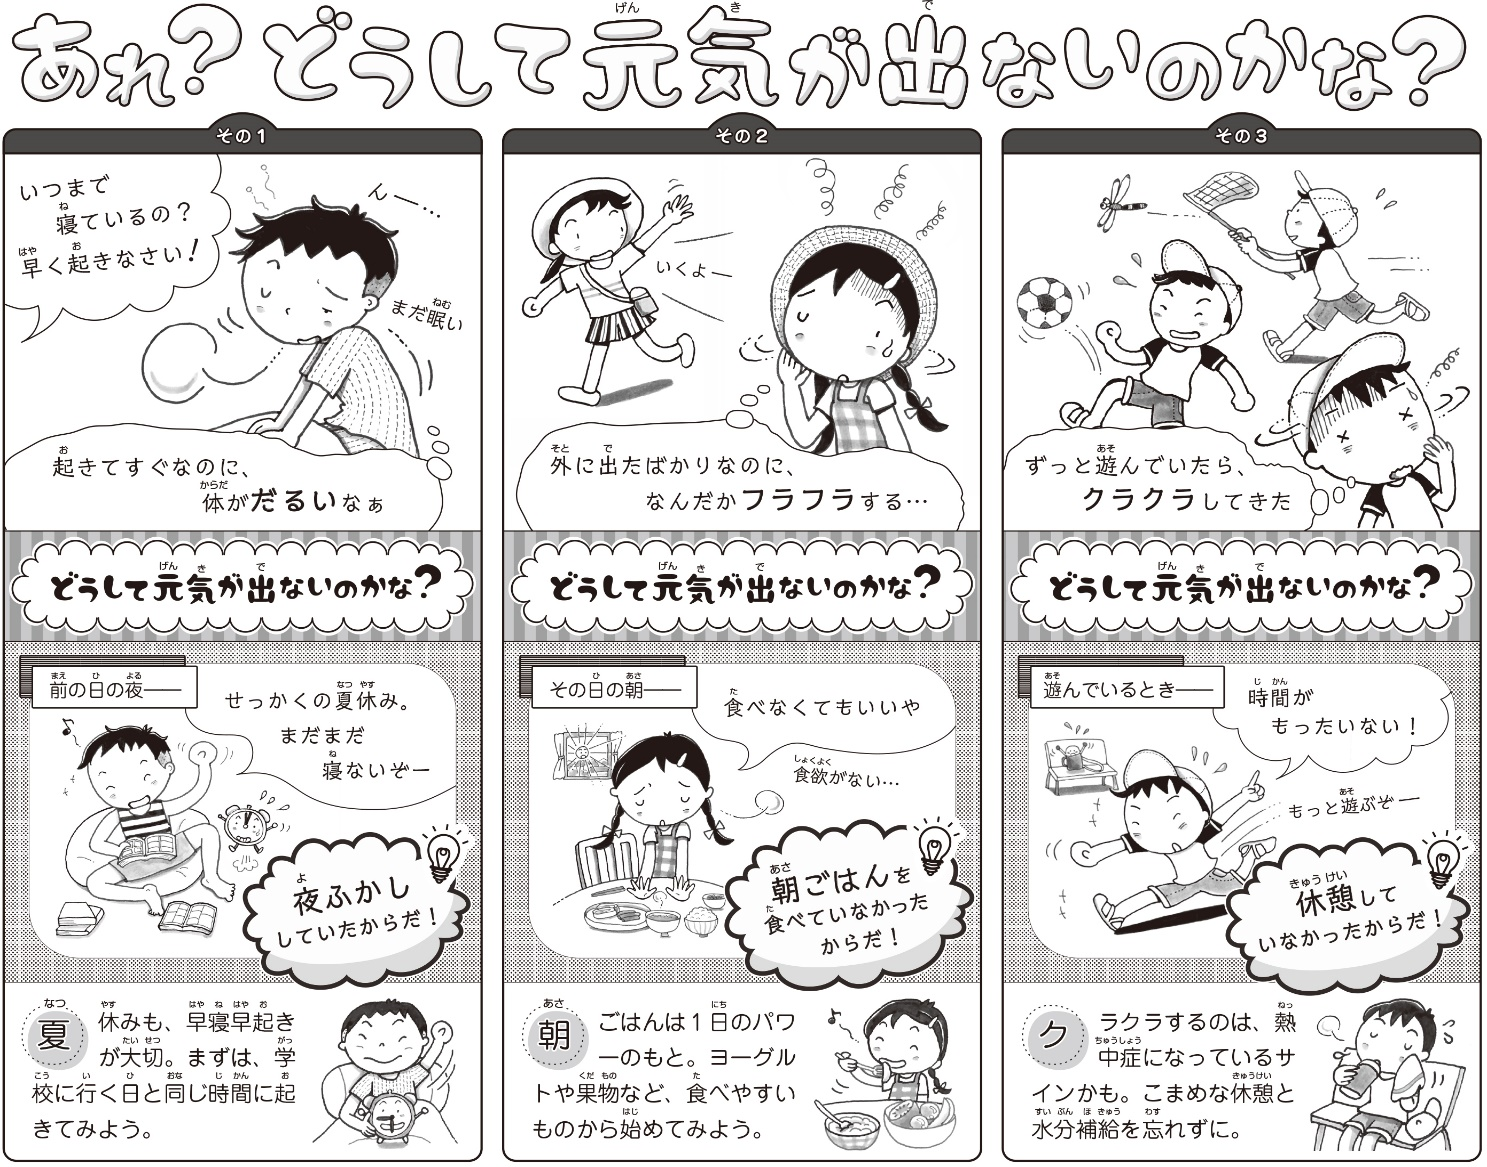 あれ？どうして元気が出ないのかな？
その1
いつまで
寝ているの？
早く起きなさい！
んー…
まだ眠い
起きてすぐなのに、
体がだるいなぁ
どうして元気が出ないのかな？
前の日の夜——
せっかくの夏休み。
まだまだ
寝ないぞー
夜ふかし
していたからだ！
夏休みも、早寝早起き
が大切。まずは、学
校に行く日と同じ時間に起
きてみよう。
その2
いくよー
外に出たばかりなのに、
なんだかフラフラする…
どうして元気が出ないのかな？
その日の朝——
食べなくてもいいや
食欲がない…
朝ごはんを
食べていなかった
からだ！
朝ごはんは1日のパワ
ーのもと。ヨーグル
トや果物など、食べやすい
ものから始めてみよう。
その3
ずっと遊んでいたら、
クラクラしてきた
どうして元気が出ないのかな？
遊んでいるとき——
時間が
もったいない！
もっと遊ぶぞー
休憩して
いなかったからだ！
クラクラするのは、熱
中症になっているサ
インかも。こまめな休憩と
水分補給を忘れずに。